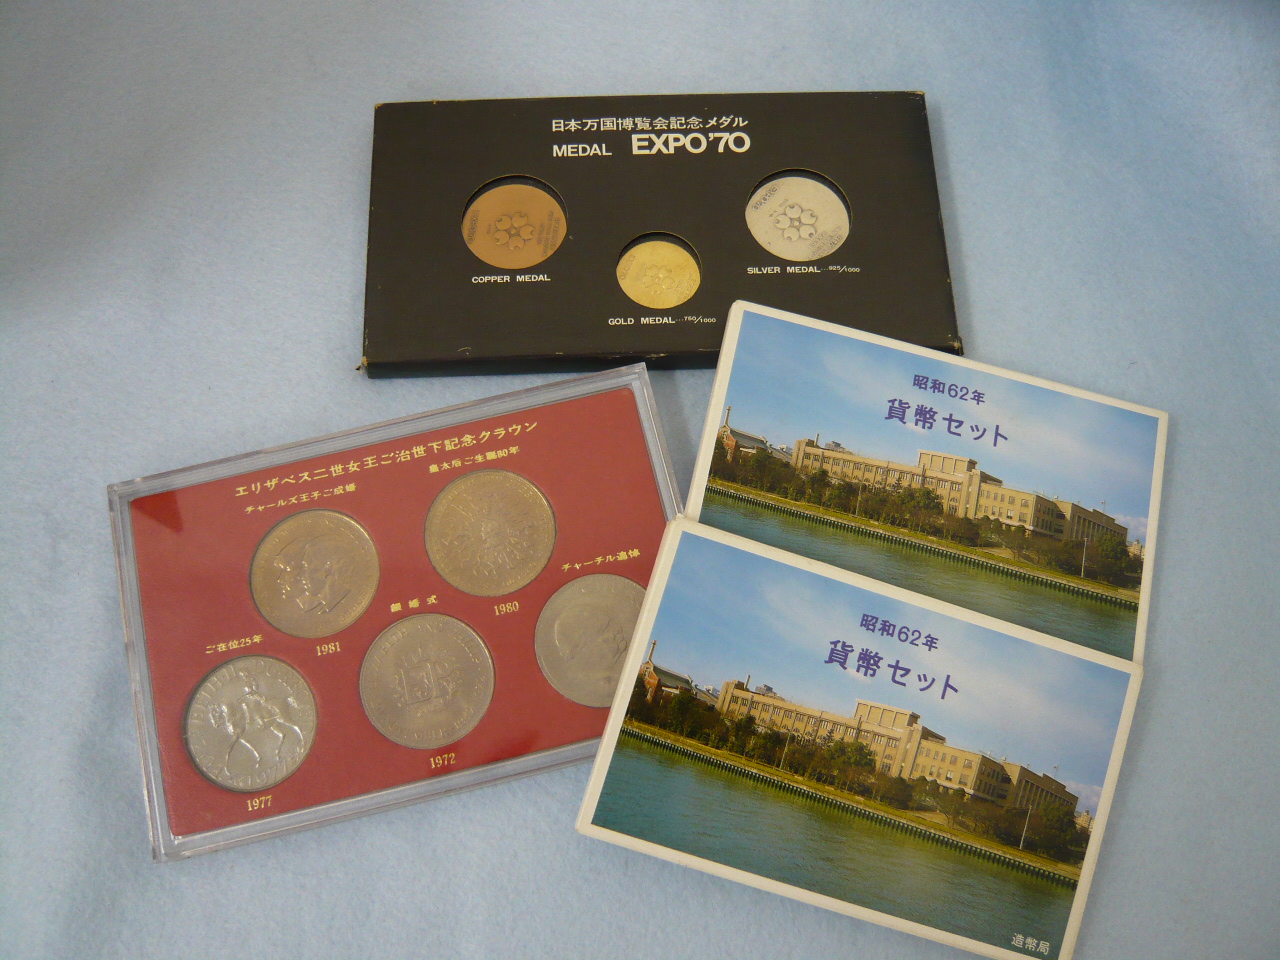 日本万国博覧会記念メダル
MEDAL EXPO'70
COPPER MEDAL
GOLD MEDAL…750/1000
SILVER MEDAL…925/1000
エリザベス二世女王ご治世下記念クラウン
チャールズ王子ご成婚
1981
皇太后ご生誕80年
1980
チャーチル追悼
ご在位25年
1977
銀婚式
1972
昭和62年
貨幣セット
昭和62年
貨幣セット
造幣局